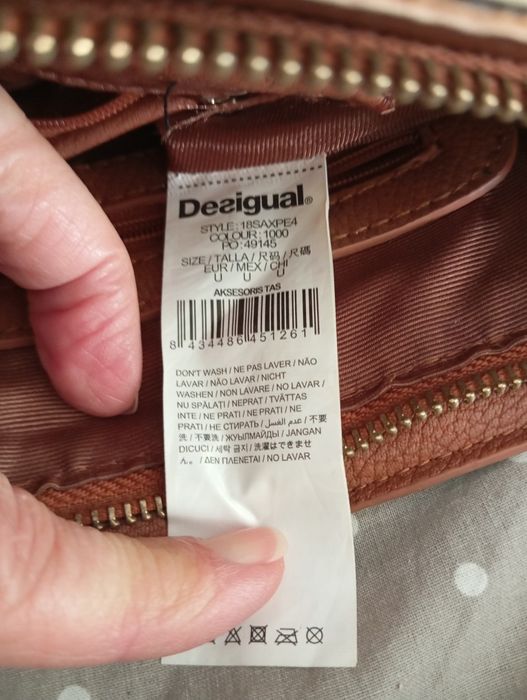 Desigual®
STYLE : 18SAXPE4
COLOUR : 1000
PO : 49145
SIZE / TALLA / 尺码 / 尺碼
EUR / MEX / CHI
U U U
AKSESORIS TAS
8 434486 451261
DON'T WASH / NE PAS LAVER / NÃO
LAVAR / NÃO LAVAR / NICHT
WASHEN / NON LAVARE / NO LAVAR /
NU SPĂLAȚI / NEPRAT / TVÄTTAS
INTE / NE PRATI / NE PRATI / NE
PRATI / НЕ СТИРАТЬ / عدم الغسل / 不要
洗 / 不要洗 / ЖУЫЛМАЙДЫ / JANGAN
DICUCI / 세탁 금지 / 洗濯はできませ
ん。 / ΔΕΝ ΠΛΕΝΕΤΑΙ / NO LAVAR